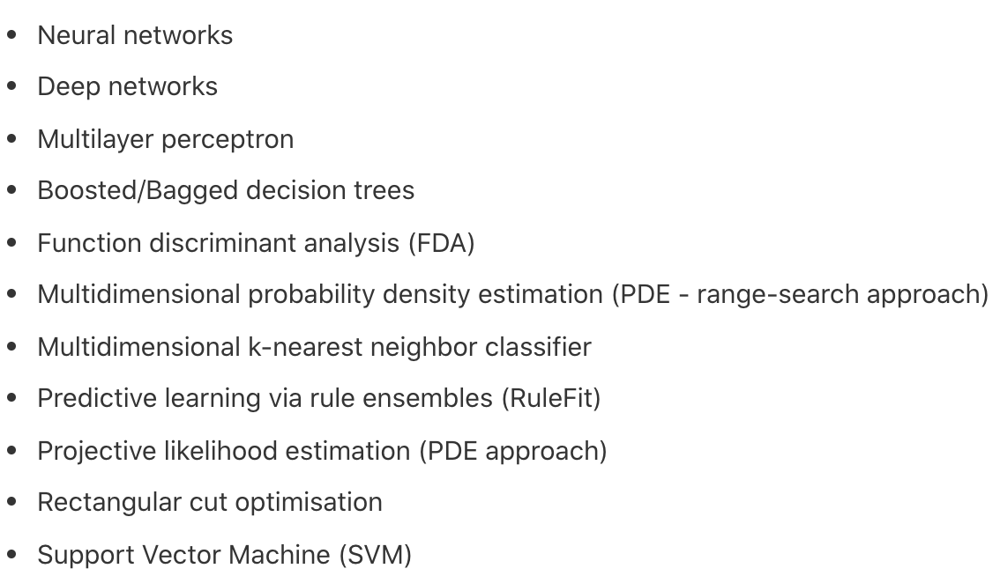 • Neural networks
• Deep networks
• Multilayer perceptron
• Boosted/Bagged decision trees
• Function discriminant analysis (FDA)
• Multidimensional probability density estimation (PDE - range-search approach)
• Multidimensional k-nearest neighbor classifier
• Predictive learning via rule ensembles (RuleFit)
• Projective likelihood estimation (PDE approach)
• Rectangular cut optimisation
• Support Vector Machine (SVM)